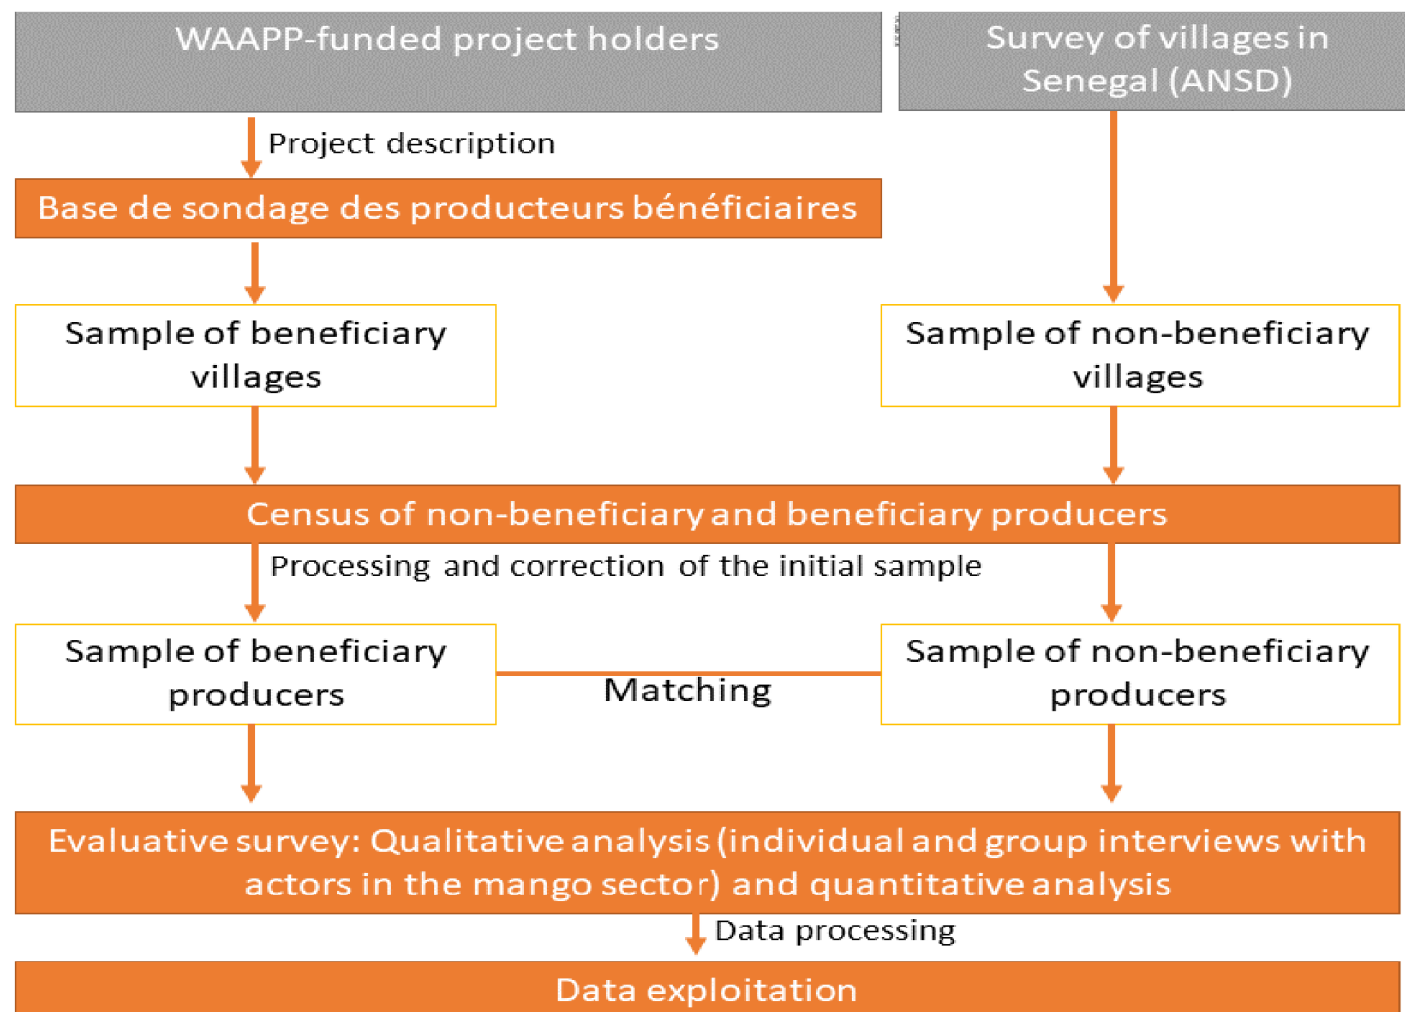 WAAPP-funded project holders
Survey of villages in
Senegal (ANSD)
Project description
Base de sondage des producteurs bénéficiaires
Sample of beneficiary
villages
Sample of non-beneficiary
villages
Census of non-beneficiary and beneficiary producers
Processing and correction of the initial sample
Sample of beneficiary
producers
Matching
Sample of non-beneficiary
producers
Evaluative survey: Qualitative analysis (individual and group interviews with
actors in the mango sector) and quantitative analysis
Data processing
Data exploitation